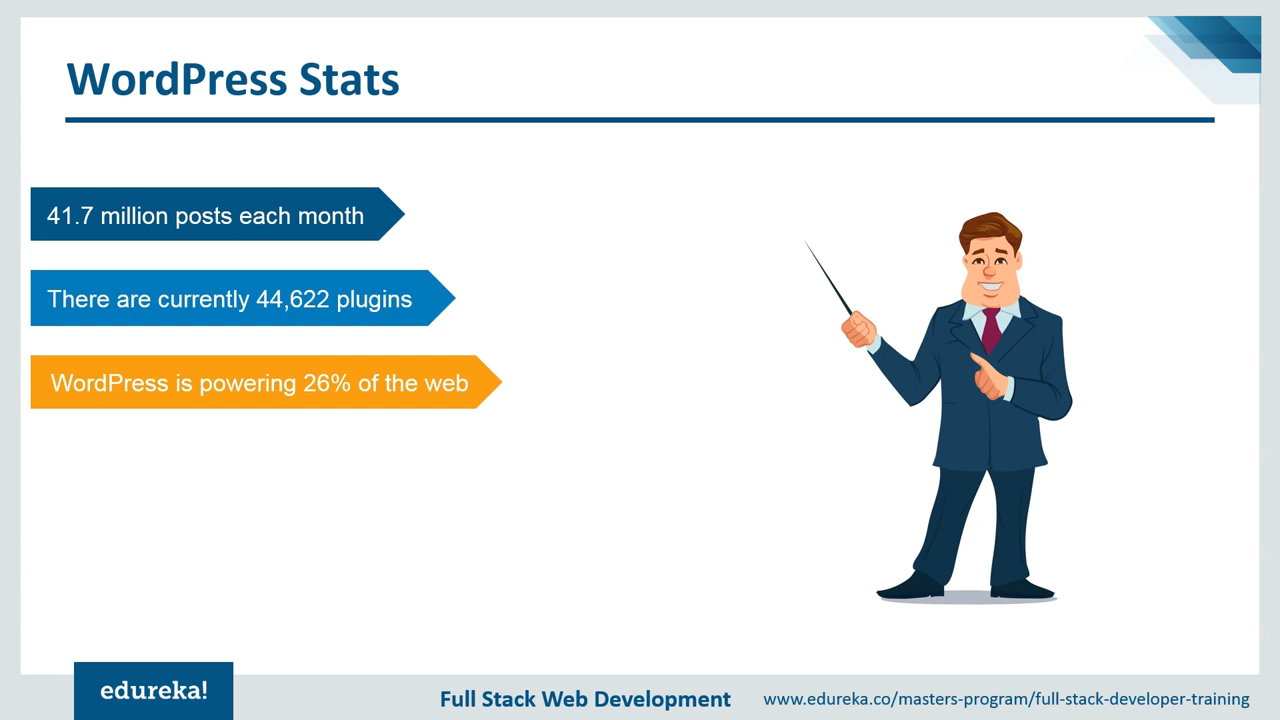 WordPress Stats
41.7 million posts each month
There are currently 44,622 plugins
WordPress is powering 26% of the web
edureka!
Full Stack Web Development
www.edureka.co/masters-program/full-stack-developer-training